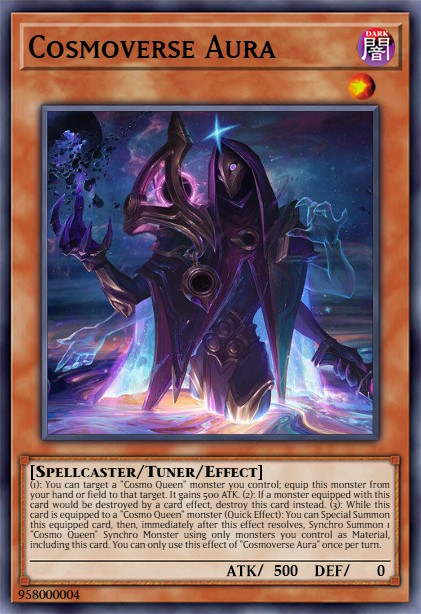 COSMOVERSE AURA
DARK
闇
[SPELLCASTER/TUNER/EFFECT]
(1): You can target a "Cosmo Queen" monster you control; equip this monster from
your hand or field to that target. It gains 500 ATK. (2): If a monster equipped with this
card would be destroyed by a card effect, destroy this card instead. (3): While this
card is equipped to a "Cosmo Queen" monster (Quick Effect): You can Special Summon
this equipped card, then, immediately after this effect resolves, Synchro Summon 1
"Cosmo Queen" Synchro Monster using only monsters you control as Material,
including this card. You can only use this effect of "Cosmoverse Aura" once per turn.
ATK/ 500 DEF/ 0
958000004